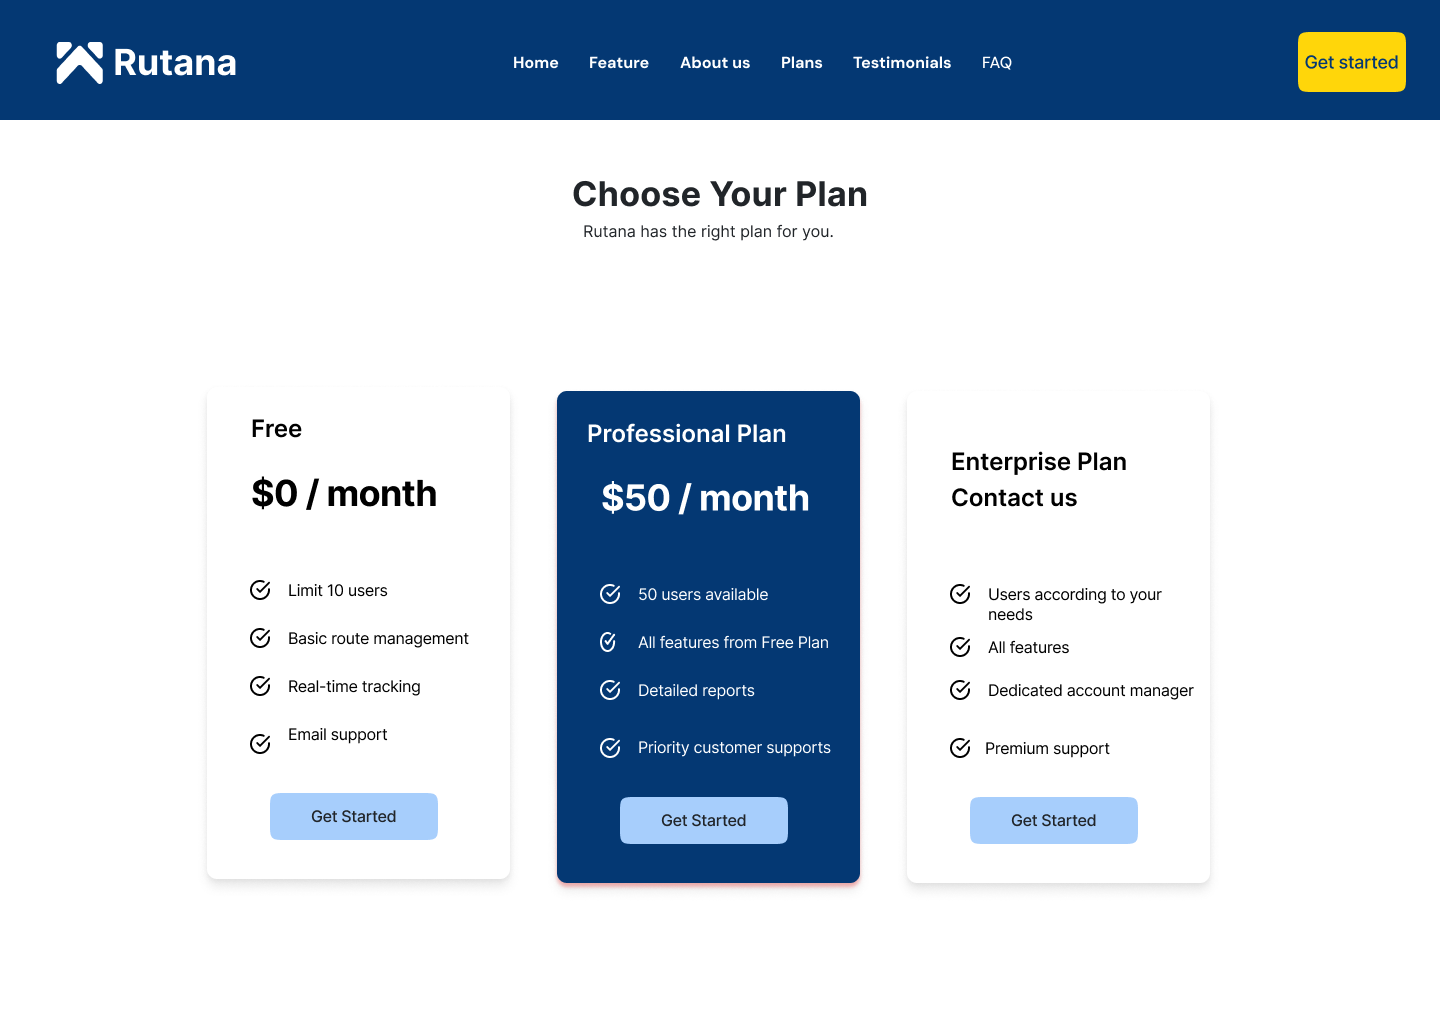 Rutana
Home Feature About us Plans Testimonials FAQ
Get started
Choose Your Plan
Rutana has the right plan for you.
Free
$0 / month
Limit 10 users
Basic route management
Real-time tracking
Email support
Get Started
Professional Plan
$50 / month
50 users available
All features from Free Plan
Detailed reports
Priority customer supports
Get Started
Enterprise Plan
Contact us
Users according to your
needs
All features
Dedicated account manager
Premium support
Get Started